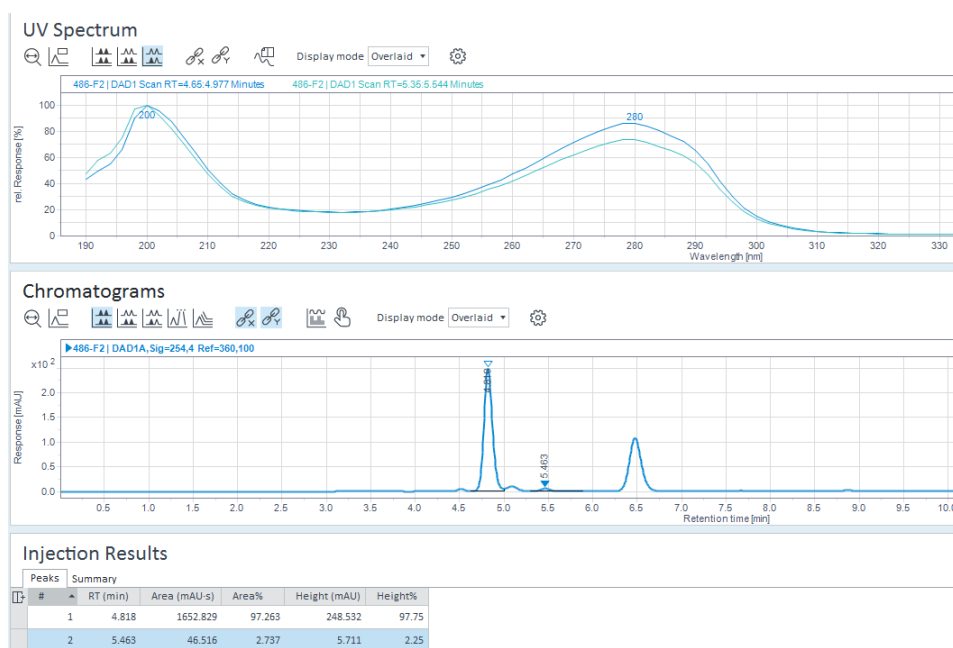 UV Spectrum
Display mode Overlaid
486-F2 | DAD1 Scan RT=4.65:4.977 Minutes 486-F2 | DAD1 Scan RT=5.35:5.544 Minutes
rel. Response [%]
100
80
60
40
20
0
200
280
190 200 210 220 230 240 250 260 270 280 290 300 310 320 330
Wavelength [nm]
Chromatograms
Display mode Overlaid
486-F2 | DAD1A,Sig=254,4 Ref=360,100
x10 2
Response [mAU]
2.0
1.5
1.0
0.5
0.0
4.818
5.463
0.5 1.0 1.5 2.0 2.5 3.0 3.5 4.0 4.5 5.0 5.5 6.0 6.5 7.0 7.5 8.0 8.5 9.0 9.5 10.0
Retention time [min]
Injection Results
Peaks Summary
# RT (min) Area (mAU·s) Area% Height (mAU) Height%
1 4.818 1652.829 97.263 248.532 97.75
2 5.463 46.516 2.737 5.711 2.25